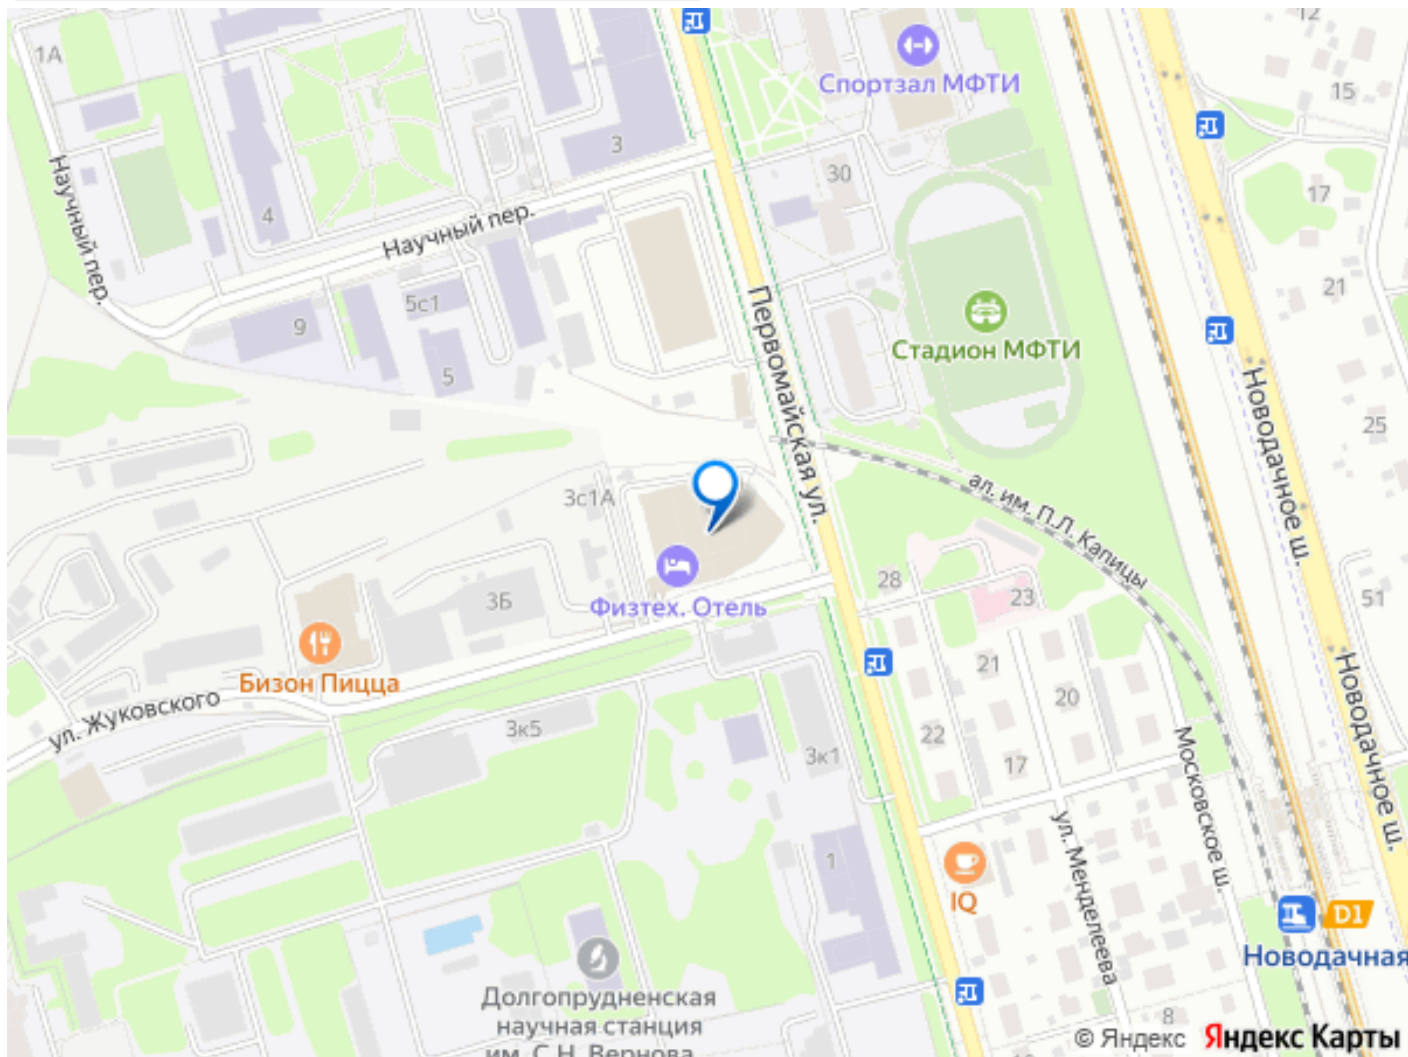 1А
12
Спортзал МФТИ
15
3
Научный пер.
30
17
4
Научный пер.
21
5с1
9
Первомайская ул.
Стадион МФТИ
5
Новодачное ш.
25
3с1А
ал. им. П.Л. Капицы
28
23
51
3Б
Физтех. Отель
Бизон Пицца
21
20
Новодачное ш.
ул. Жуковского
3к5
22
3к1
17
Московское ш.
ул. Менделеева
1
IQ
D1
Новодачная
Долгопрудненская
научная станция
им. С.Н. Вернова
8
© Яндекс Яндекс Карты